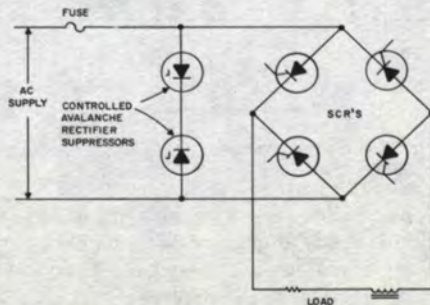 FUSE
AC
SUPPLY
CONTROLLED
AVALANCHE
RECTIFIER
SUPPRESSORS
J
J
SCR'S
LOAD